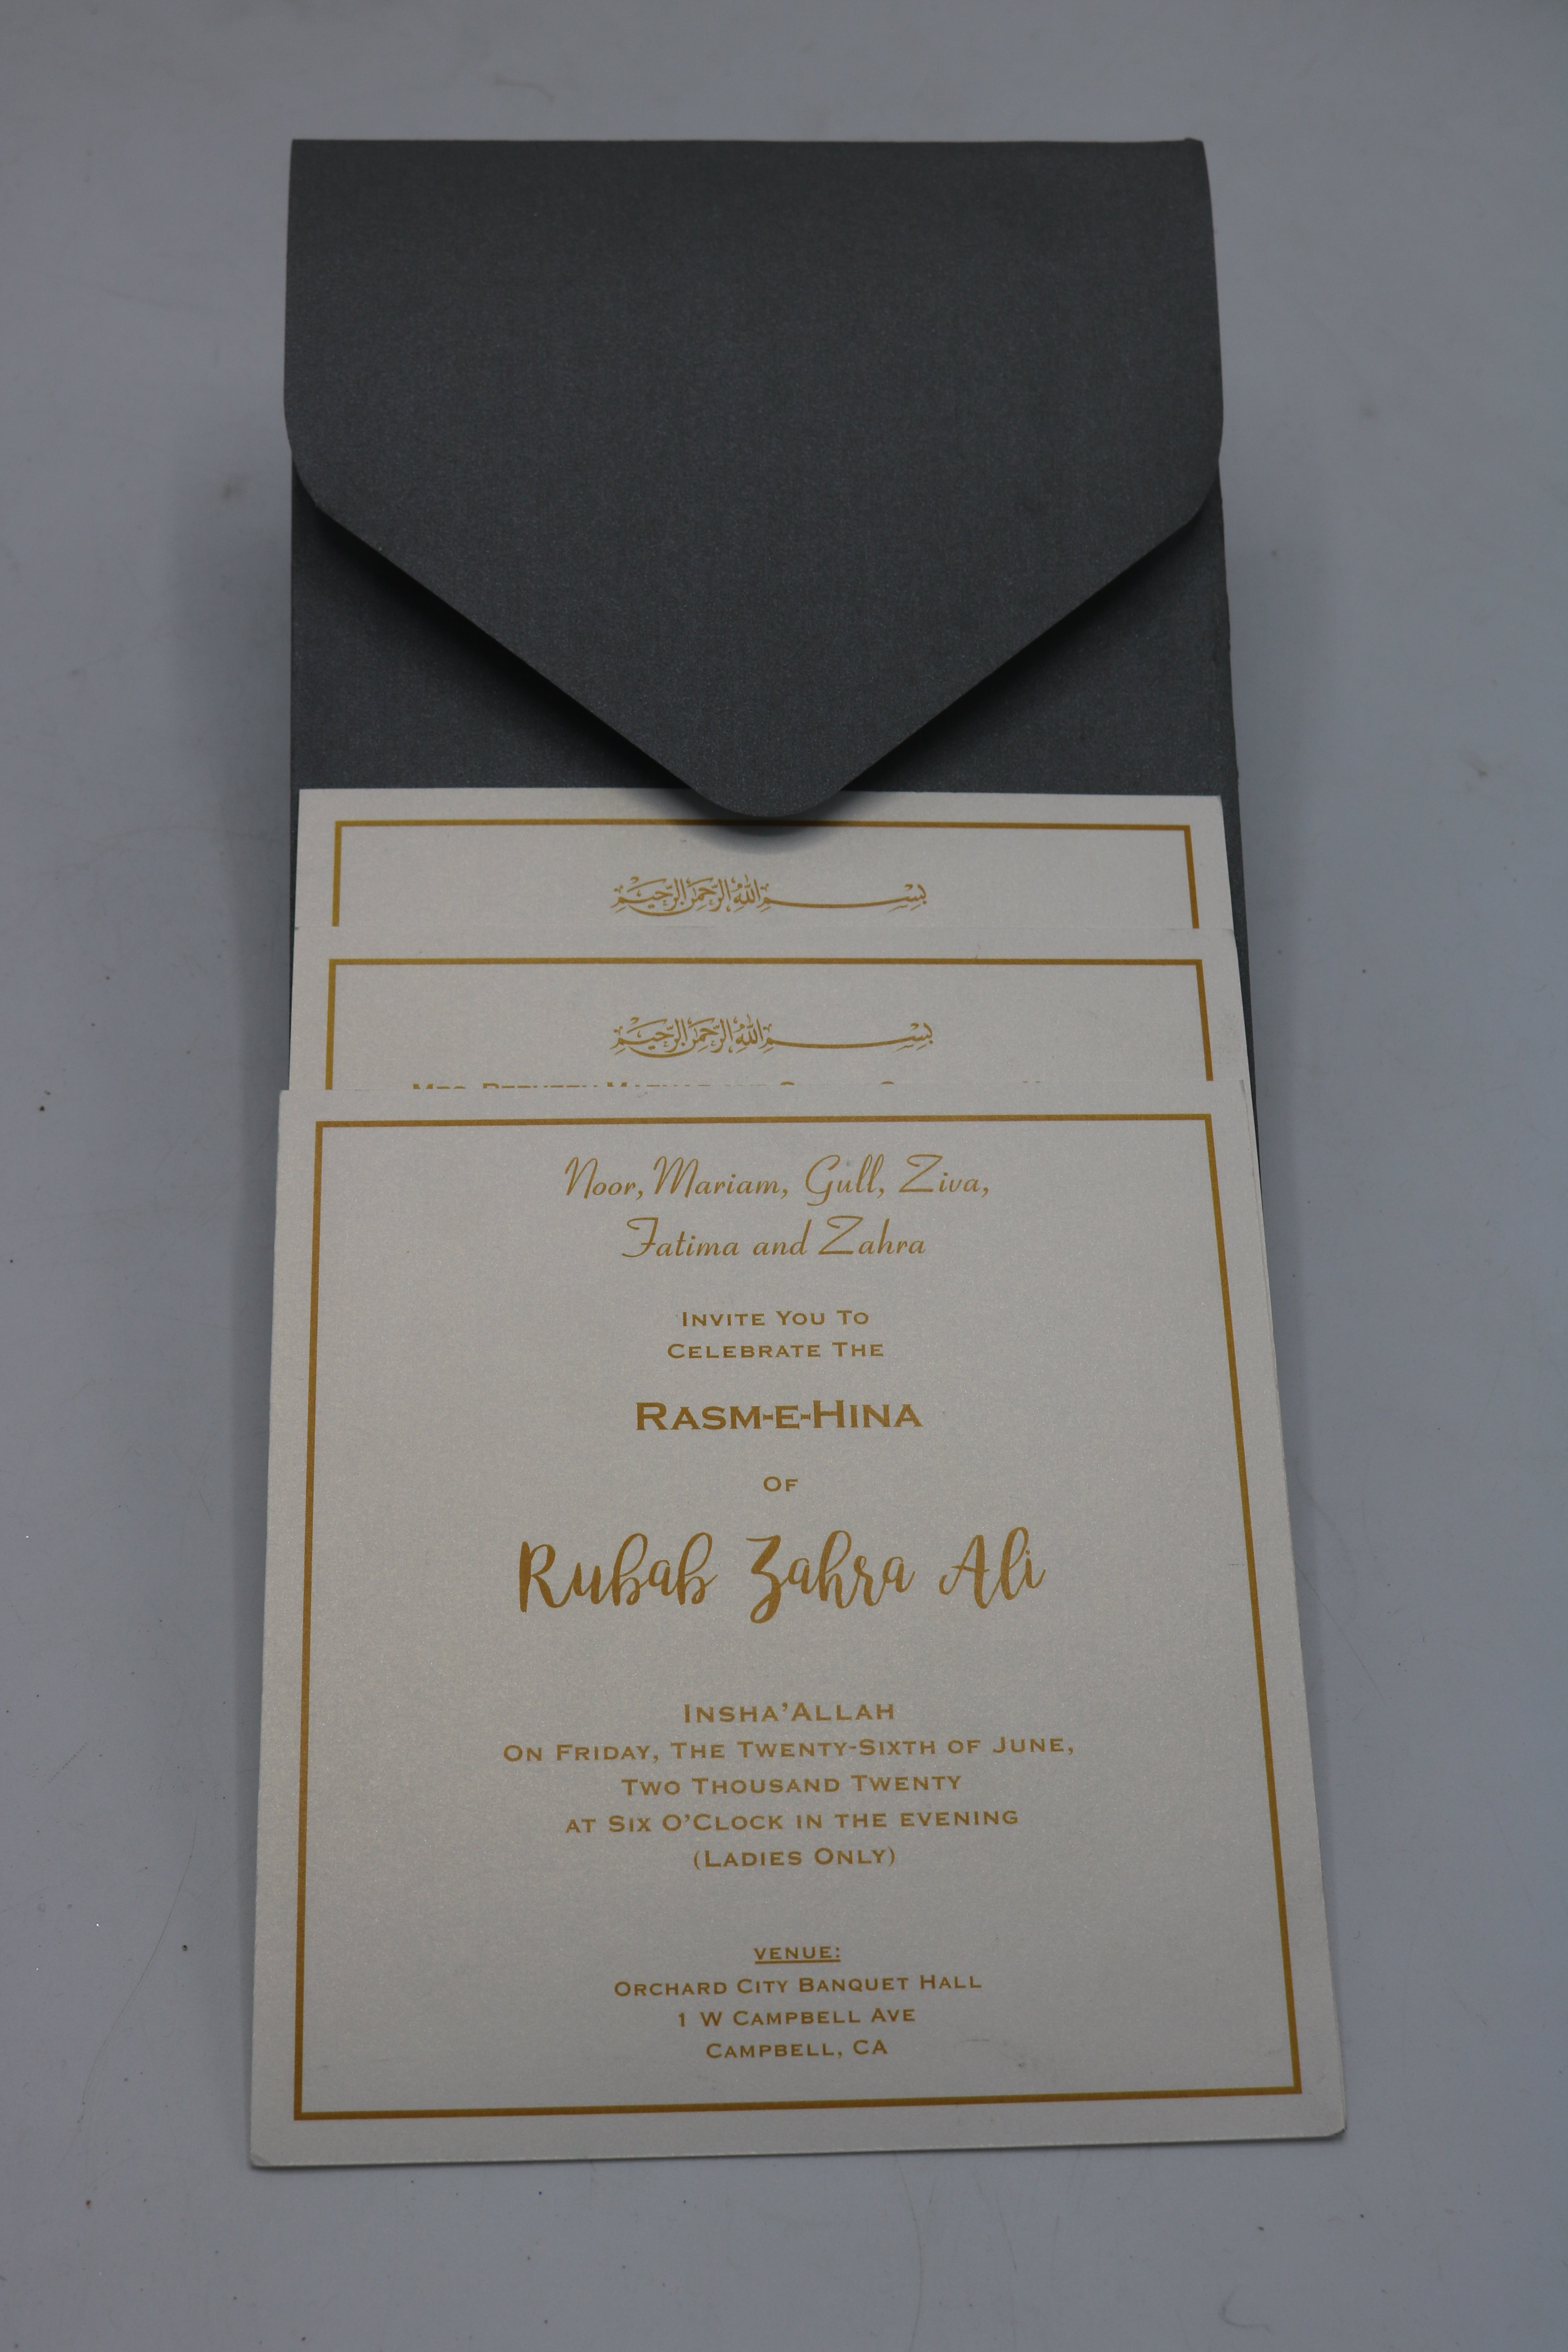 بسم الله الرحمن الرحيم
بسم الله الرحمن الرحيم
Noor, Mariam, Gull, Ziva,
Fatima and Zahra
Invite You To
Celebrate The
Rasm-e-Hina
of
Rubab Zahra Ali
Insha'Allah
On Friday, The Twenty-Sixth of June,
Two Thousand Twenty
at Six O'Clock in the evening
(Ladies Only)
venue:
Orchard City Banquet Hall
1 W Campbell Ave
Campbell, CA